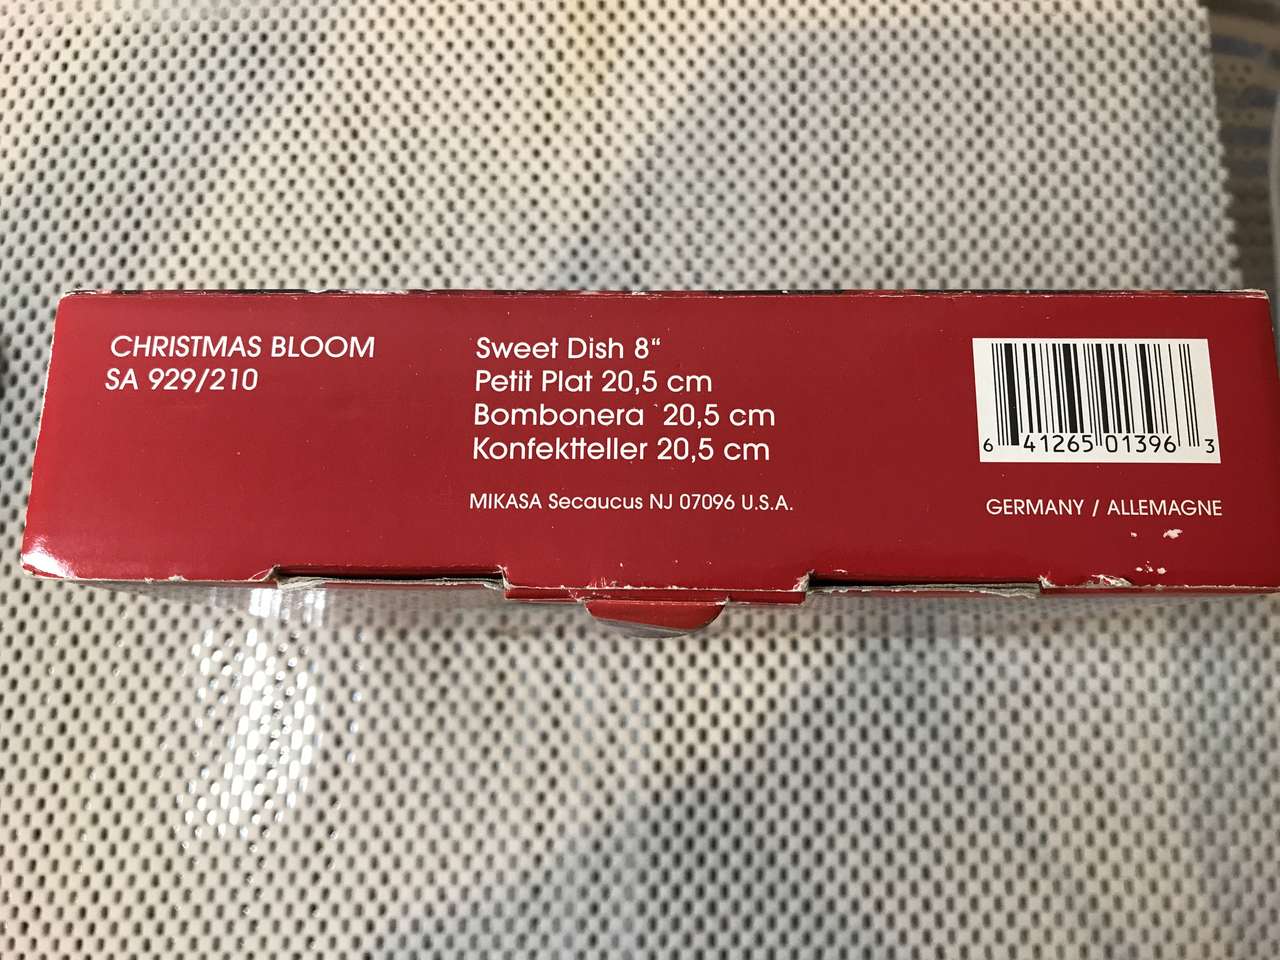 CHRISTMAS BLOOM
SA 929/210
Sweet Dish 8“
Petit Plat 20,5 cm
Bombonera 20,5 cm
Konfektteller 20,5 cm
MIKASA Secaucus NJ 07096 U.S.A.
6 41265 01396 3
GERMANY / ALLEMAGNE